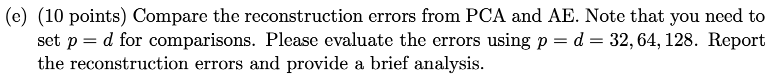 (e) (10 points) Compare the reconstruction errors from PCA and AE. Note that you need to
set p = d for comparisons. Please evaluate the errors using p = d = 32, 64, 128. Report
the reconstruction errors and provide a brief analysis.